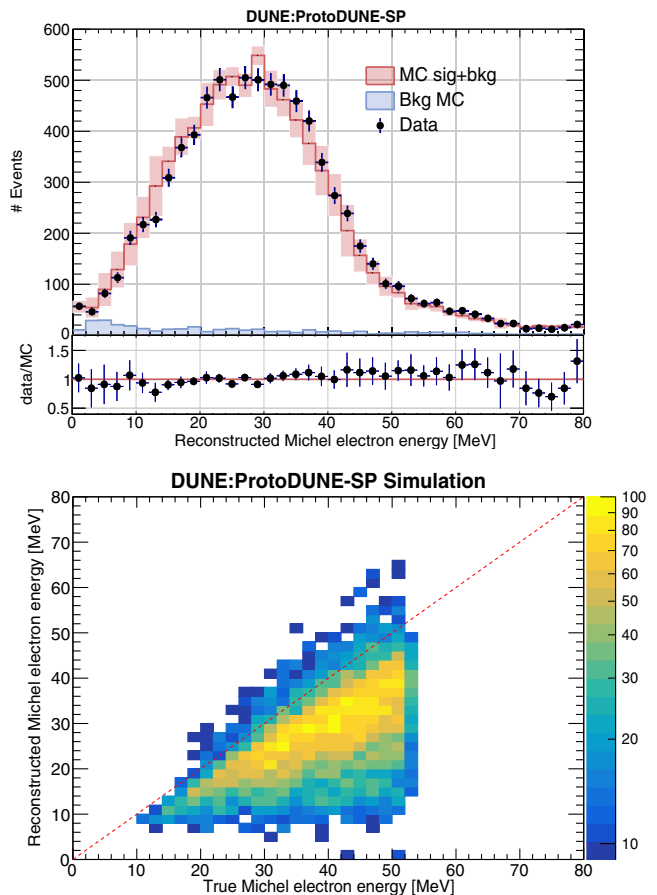 DUNE:ProtoDUNE-SP
600
500
400
300
200
100
0
# Events
MC sig+bkg
Bkg MC
Data
1.5
1
0.5
data/MC
0 10 20 30 40 50 60 70 80
Reconstructed Michel electron energy [MeV]
DUNE:ProtoDUNE-SP Simulation
80
70
60
50
40
30
20
10
0
Reconstructed Michel electron energy [MeV]
100
90
80
70
60
50
40
30
20
10
0 10 20 30 40 50 60 70 80
True Michel electron energy [MeV]